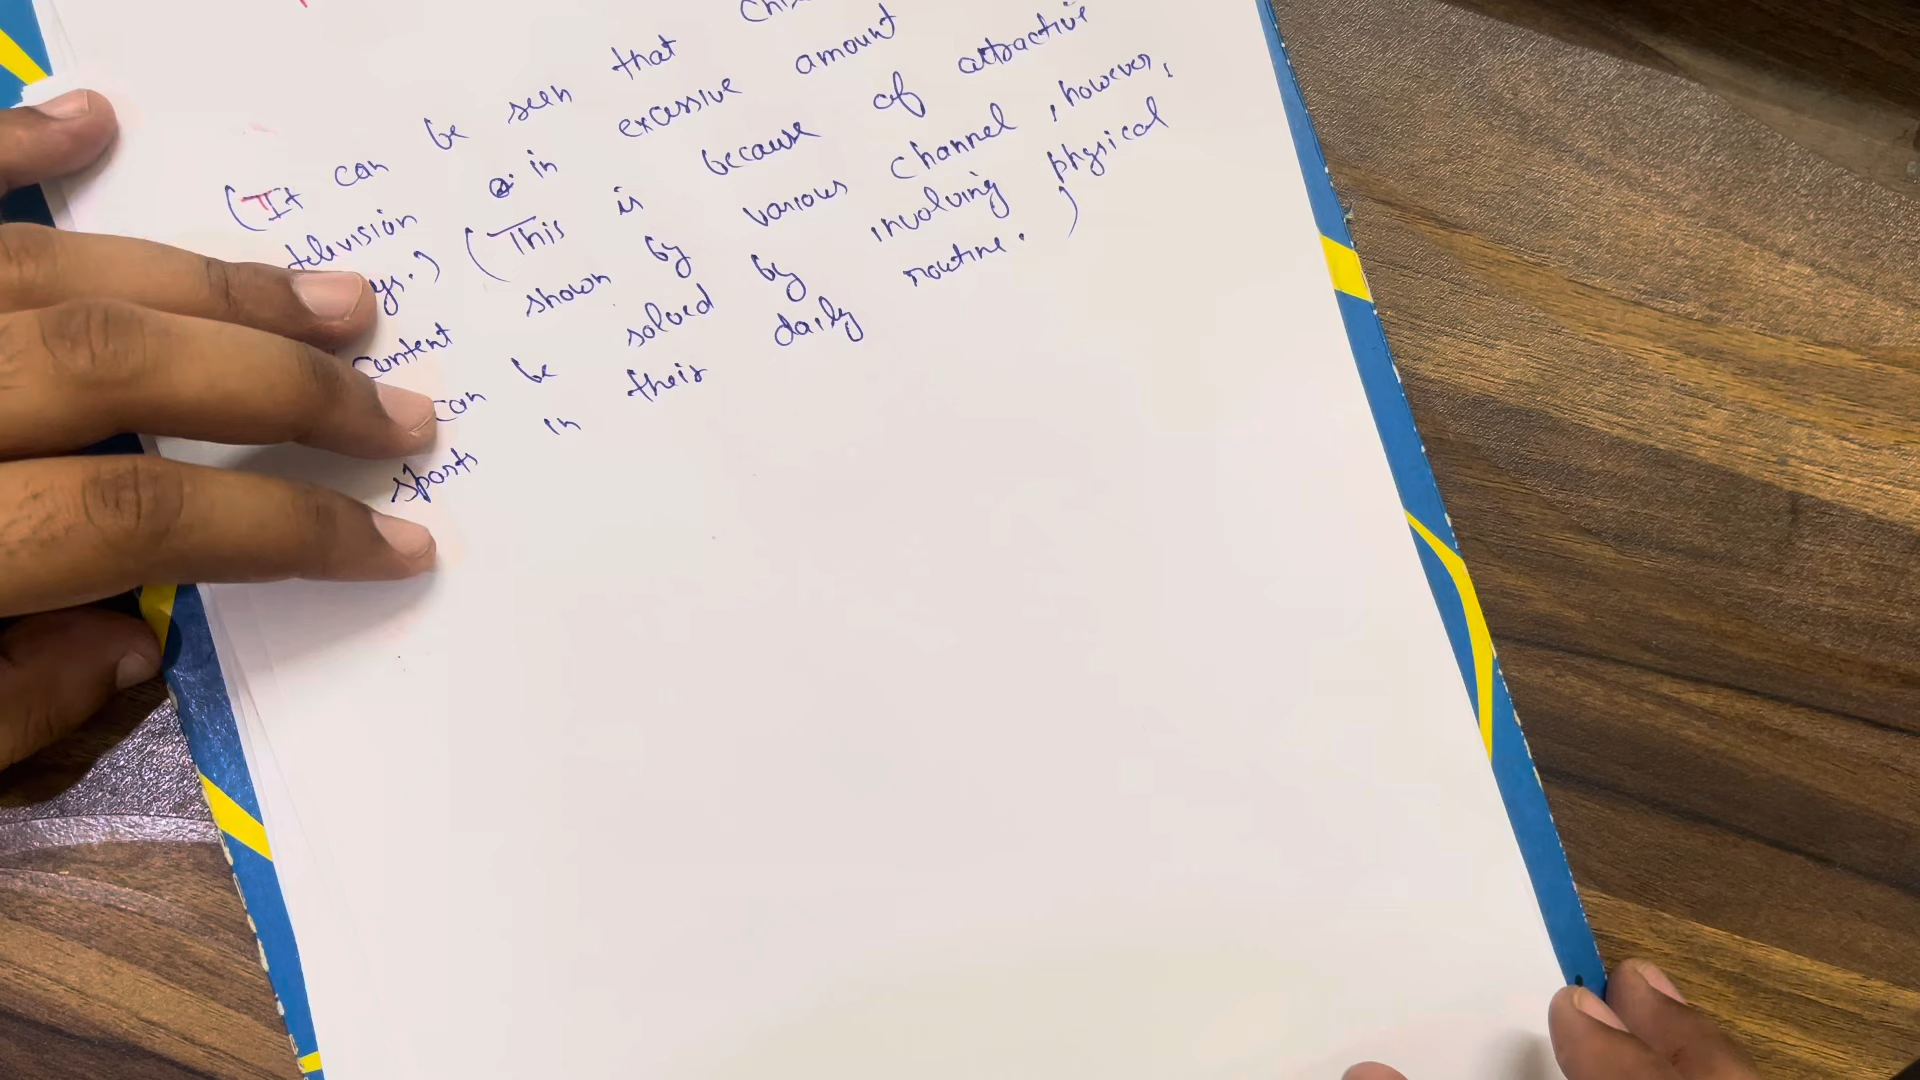 (It can be seen that
television in excessive amount
ys.) (This is because of attractive
content shown by various channel, however,
can be solved by involving physical
sports in their daily routine.)